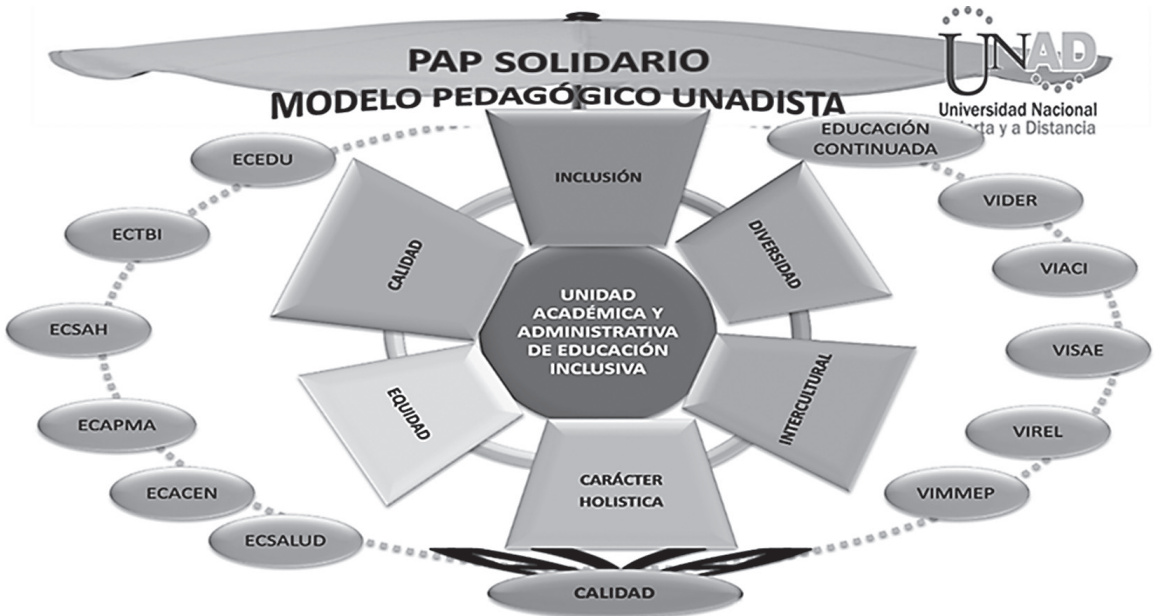 PAP SOLIDARIO
MODELO PEDAGÓGICO UNADISTA
UNAD
Universidad Nacional
y a Distancia
EDUCACIÓN
CONTINUADA
ECEDU
VIDER
ECTBI
VIACI
ECSAH
VISAE
ECAPMA
VIREL
ECACEN
VIMMEP
ECSALUD
CALIDAD
INCLUSIÓN
DIVERSIDAD
INTERCULTURAL
CARÁCTER
HOLISTICA
EQUIDAD
CALIDAD
UNIDAD
ACADÉMICA Y
ADMINISTRATIVA
DE EDUCACIÓN
INCLUSIVA